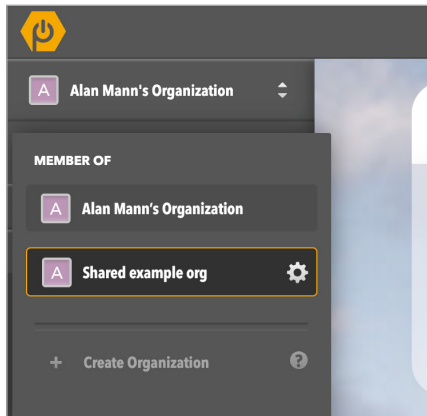 A Alan Mann's Organization
MEMBER OF
A Alan Mann's Organization
A Shared example org
+ Create Organization ?